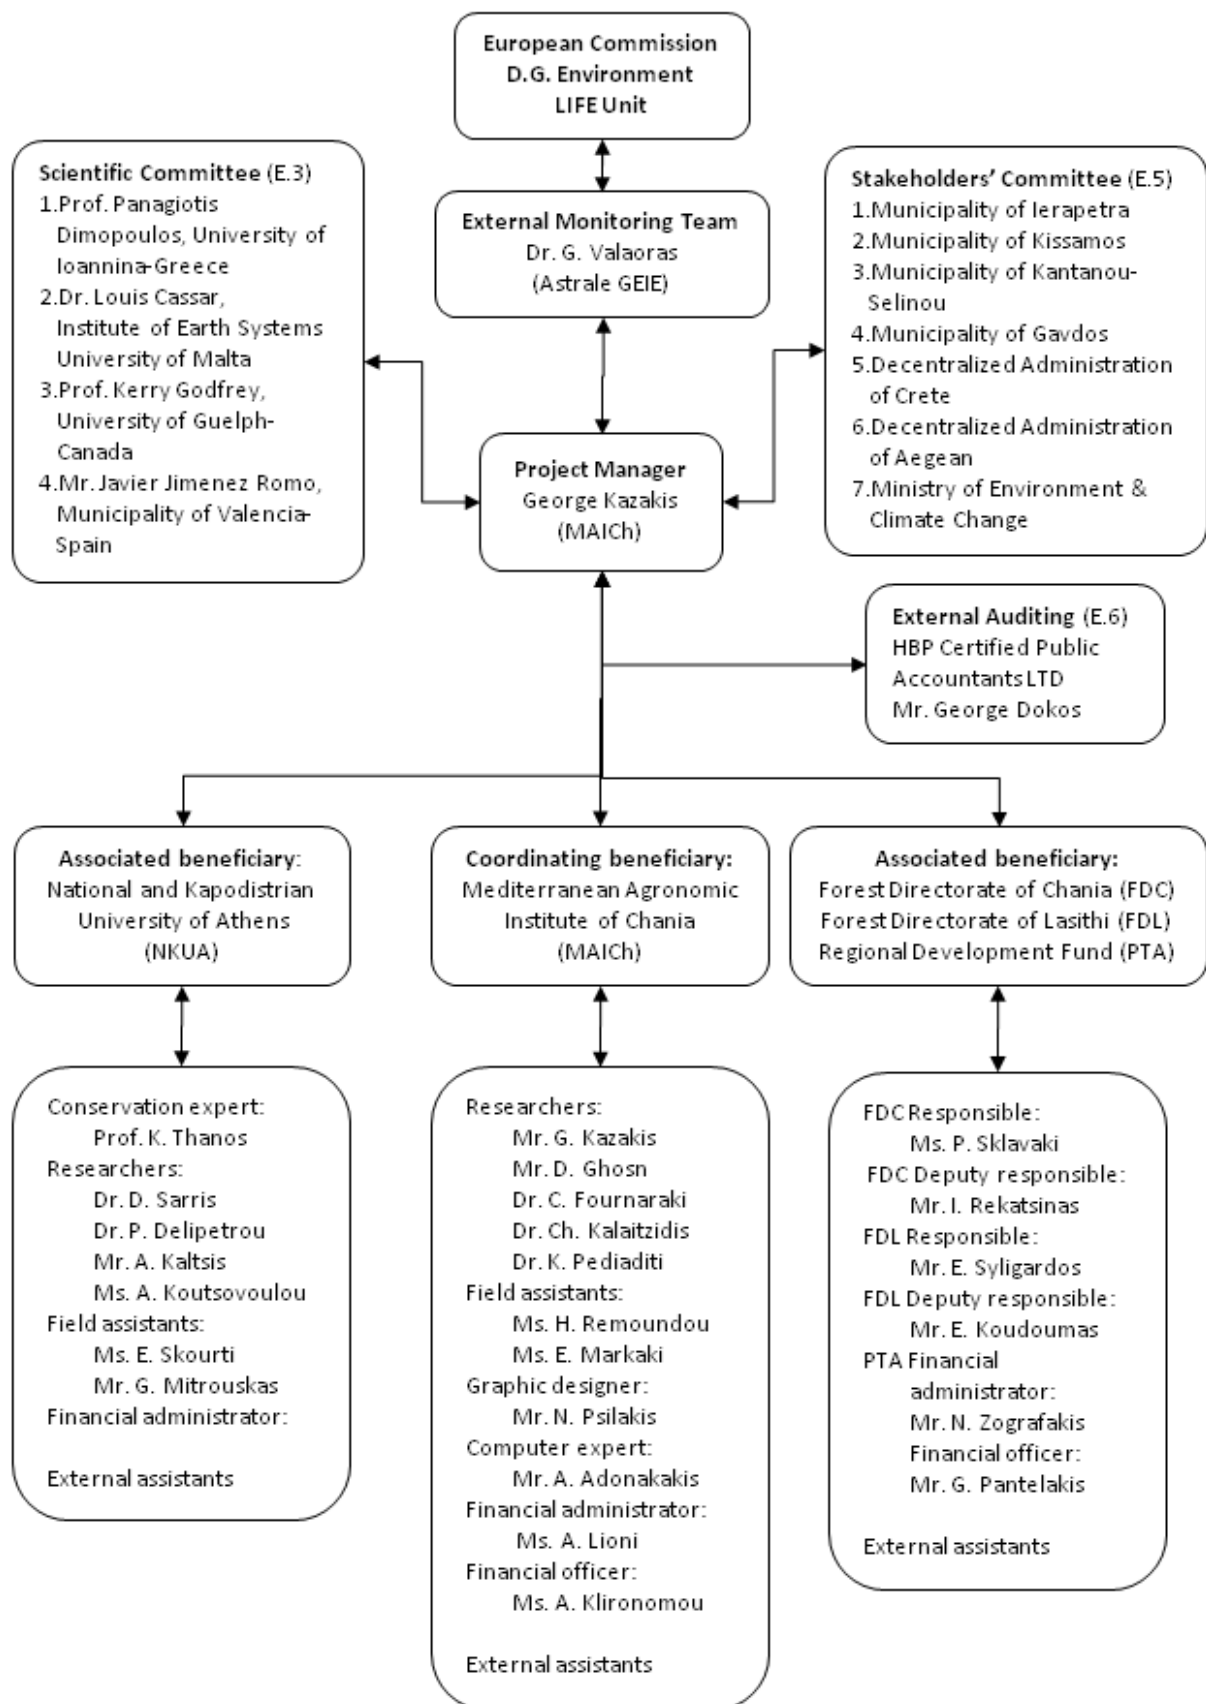 European Commission
D.G. Environment
LIFE Unit
Scientific Committee (E.3)
1.Prof. Panagiotis
Dimopoulos, University of
Ioannina-Greece
2.Dr. Louis Cassar,
Institute of Earth Systems
University of Malta
3.Prof. Kerry Godfrey,
University of Guelph-
Canada
4.Mr. Javier Jimenez Romo,
Municipality of Valencia-
Spain
External Monitoring Team
Dr. G. Valaoras
(Astrale GEIE)
Stakeholders' Committee (E.5)
1.Municipality of Ierapetra
2.Municipality of Kissamos
3.Municipality of Kantanou-
Selinou
4.Municipality of Gavdos
5.Decentralized Administration
of Crete
6.Decentralized Administration
of Aegean
7.Ministry of Environment &
Climate Change
Project Manager
George Kazakis
(MAICh)
External Auditing (E.6)
HBP Certified Public
Accountants LTD
Mr. George Dokos
Associated beneficiary:
National and Kapodistrian
University of Athens
(NKUA)
Coordinating beneficiary:
Mediterranean Agronomic
Institute of Chania
(MAICh)
Associated beneficiary:
Forest Directorate of Chania (FDC)
Forest Directorate of Lasithi (FDL)
Regional Development Fund (PTA)
Conservation expert:
Prof. K. Thanos
Researchers:
Dr. D. Sarris
Dr. P. Delipetrou
Mr. A. Kaltsis
Ms. A. Koutsovoulou
Field assistants:
Ms. E. Skourti
Mr. G. Mitrouskas
Financial administrator:
External assistants
Researchers:
Mr. G. Kazakis
Mr. D. Ghosn
Dr. C. Fournaraki
Dr. Ch. Kalaitzidis
Dr. K. Pediaditi
Field assistants:
Ms. H. Remoundou
Ms. E. Markaki
Graphic designer:
Mr. N. Psilakis
Computer expert:
Mr. A. Adonakakis
Financial administrator:
Ms. A. Lioni
Financial officer:
Ms. A. Klironomou
External assistants
FDC Responsible:
Ms. P. Sklavaki
FDC Deputy responsible:
Mr. I. Rekatsinas
FDL Responsible:
Mr. E. Syligardos
FDL Deputy responsible:
Mr. E. Koudoumas
PTA Financial
administrator:
Mr. N. Zografakis
Financial officer:
Mr. G. Pantelakis
External assistants